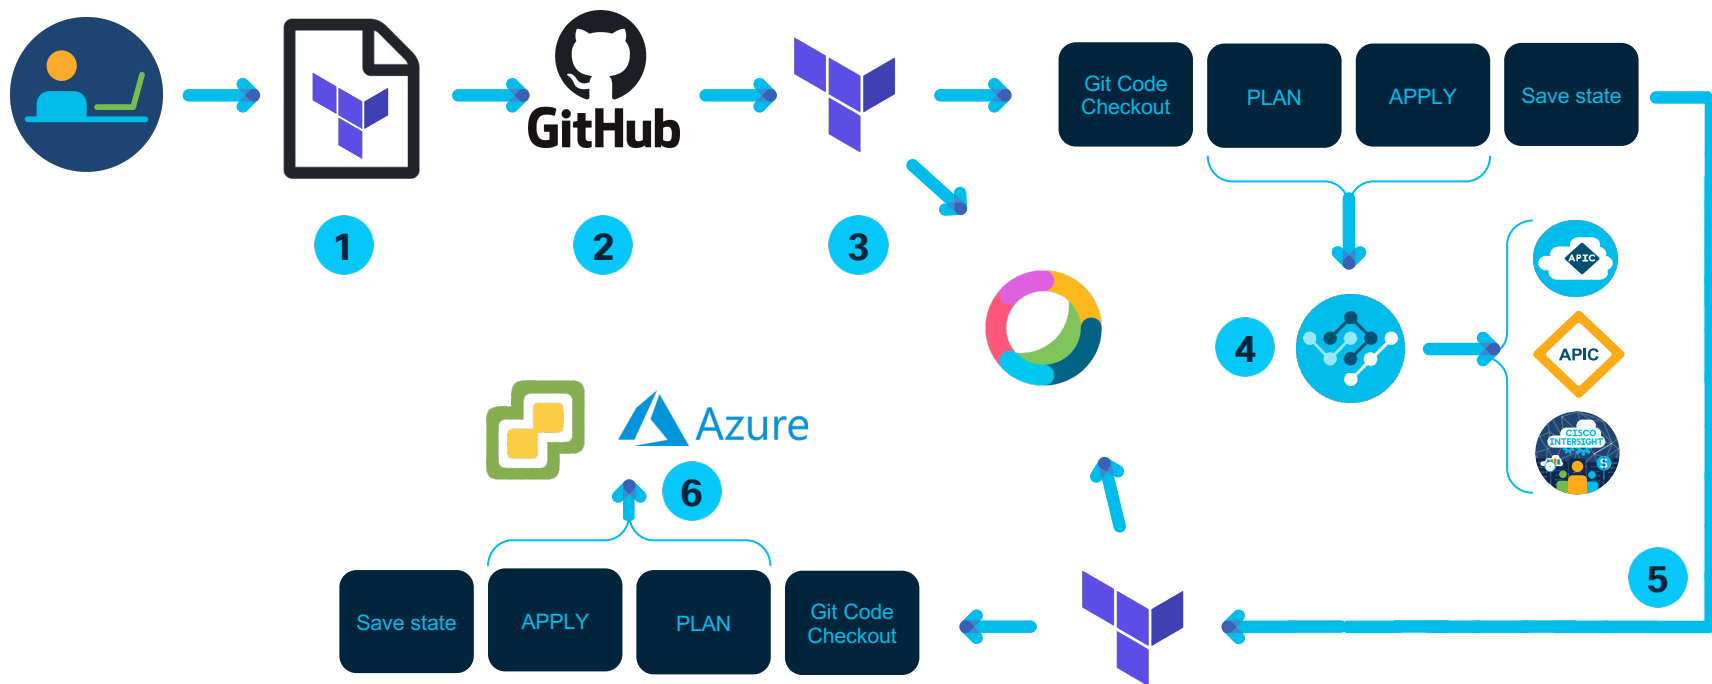 GitHub
Git Code
Checkout
PLAN
APPLY
Save state
1
2
3
APIC
4
APIC
CISCO
INTERSIGHT
Azure
6
5
Save state
APPLY
PLAN
Git Code
Checkout